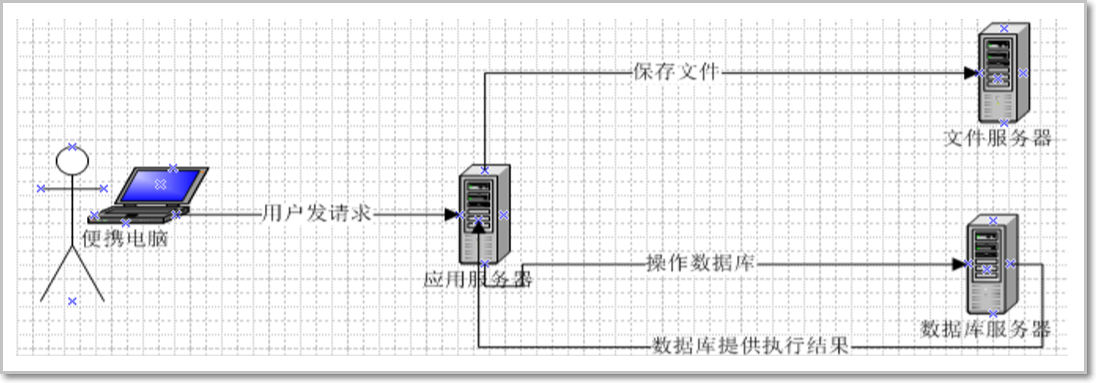 保存文件
文件服务器
用户发请求
便携电脑
应用服务器
操作数据库
数据库服务器
数据库提供执行结果